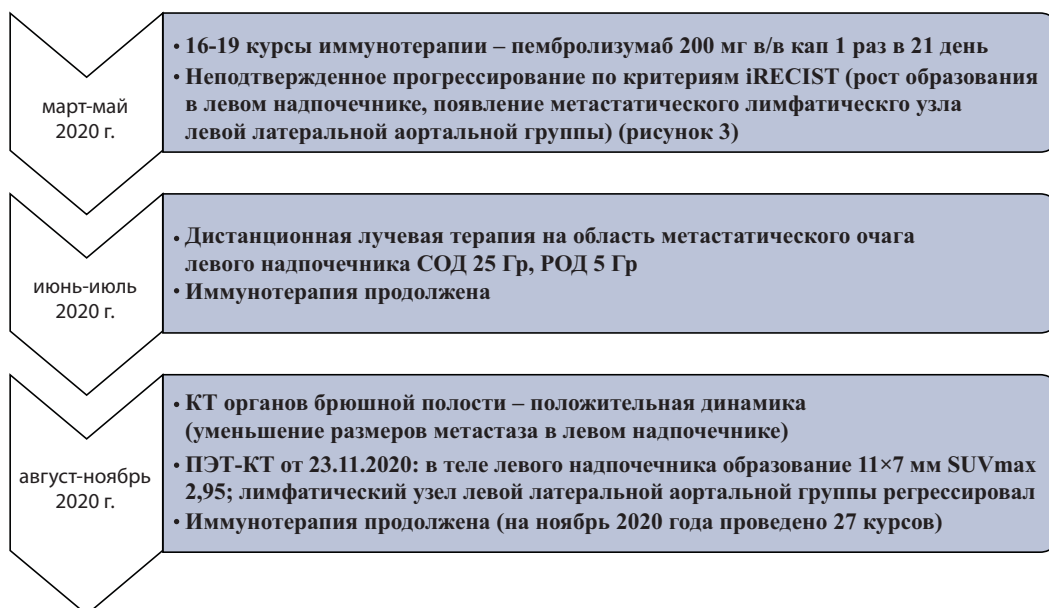 март-май
2020 г.
• 16-19 курсы иммунотерапии – пембролизумаб 200 мг в/в кап 1 раз в 21 день
• Неподтвержденное прогрессирование по критериям iRECIST (рост образования
в левом надпочечнике, появление метастатического лимфатическго узла
левой латеральной аортальной группы) (рисунок 3)
июнь-июль
2020 г.
• Дистанционная лучевая терапия на область метастатического очага
левого надпочечника СОД 25 Гр, РОД 5 Гр
• Иммунотерапия продолжена
август-ноябрь
2020 г.
• КТ органов брюшной полости – положительная динамика
(уменьшение размеров метастаза в левом надпочечнике)
• ПЭТ-КТ от 23.11.2020: в теле левого надпочечника образование 11×7 мм SUVmax
2,95; лимфатический узел левой латеральной аортальной группы регрессировал
• Иммунотерапия продолжена (на ноябрь 2020 года проведено 27 курсов)